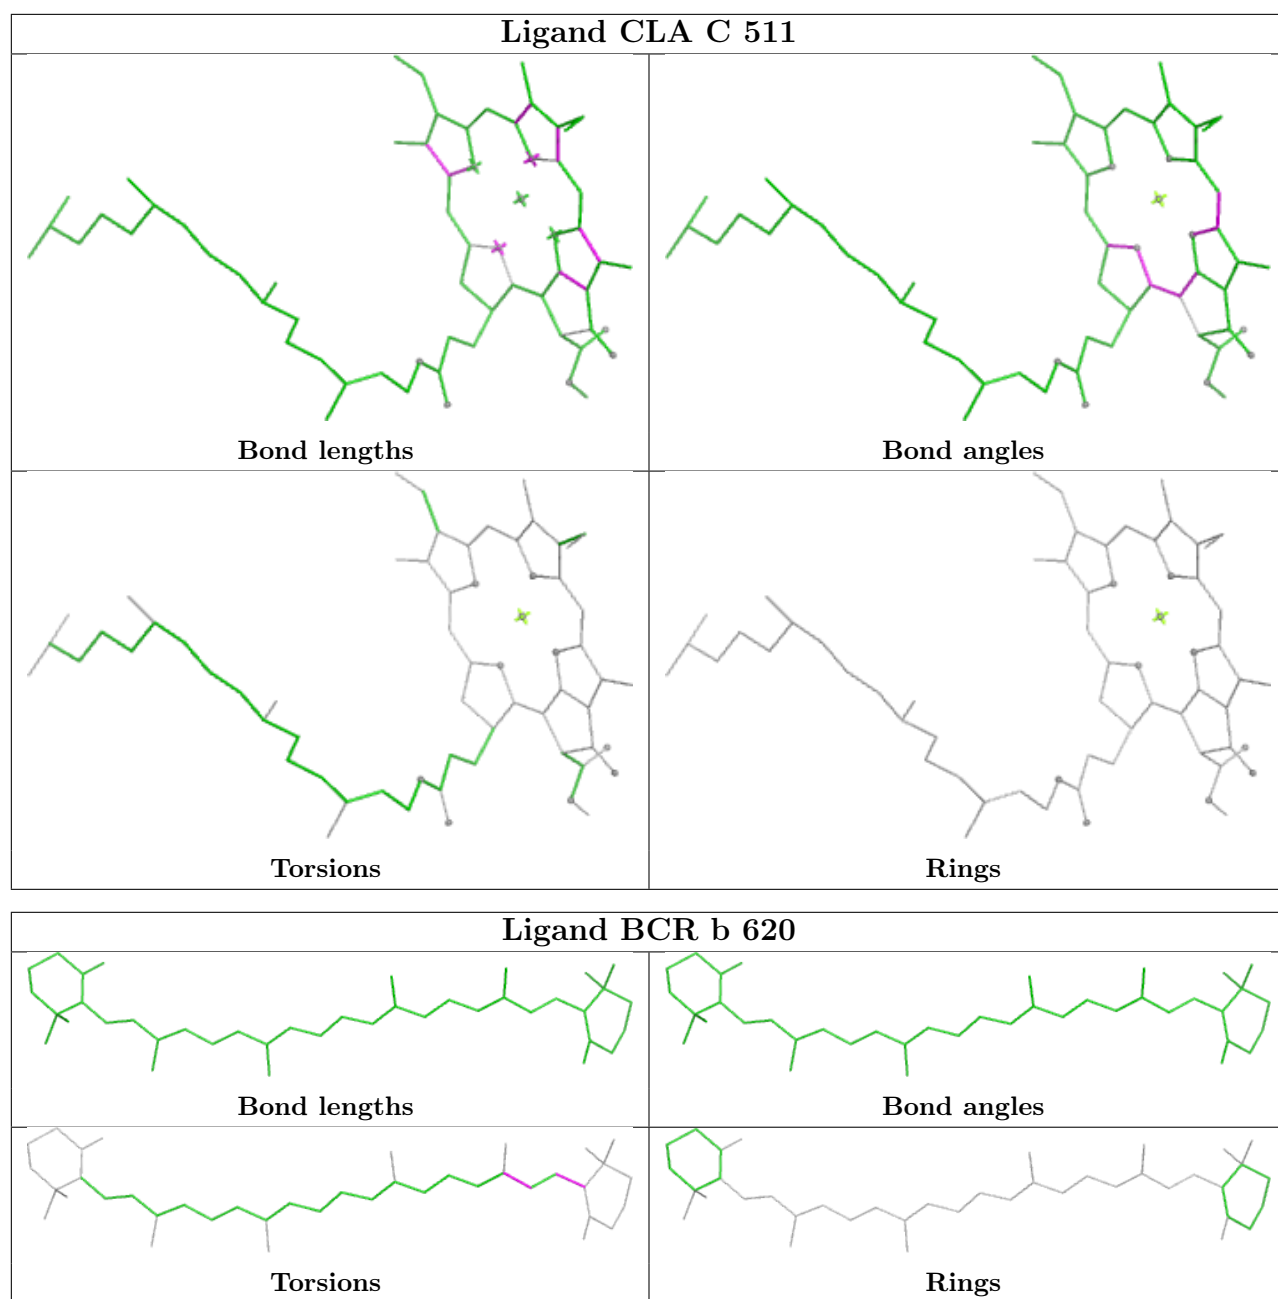 Ligand CLA C 511
Bond lengths
Bond angles
Torsions
Rings
Ligand BCR b 620
Bond lengths
Bond angles
Torsions
Rings